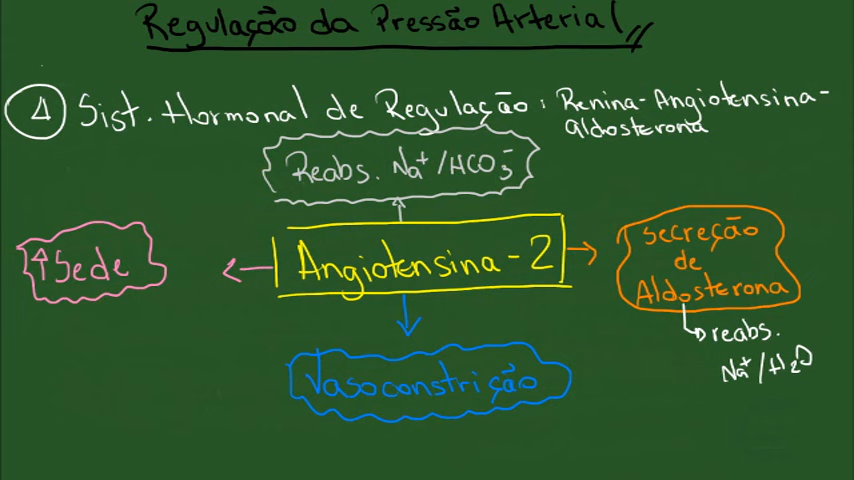 Regulação da Pressão Arterial
4 Sist. Hormonal de Regulação: Renina-Angiotensina-
aldosterona
Reabs. Na⁺/HCO₃⁻
↑Sede
Angiotensina-2
Secreção
de
Aldosterona
reabs.
Na⁺/H₂O
Vasoconstrição